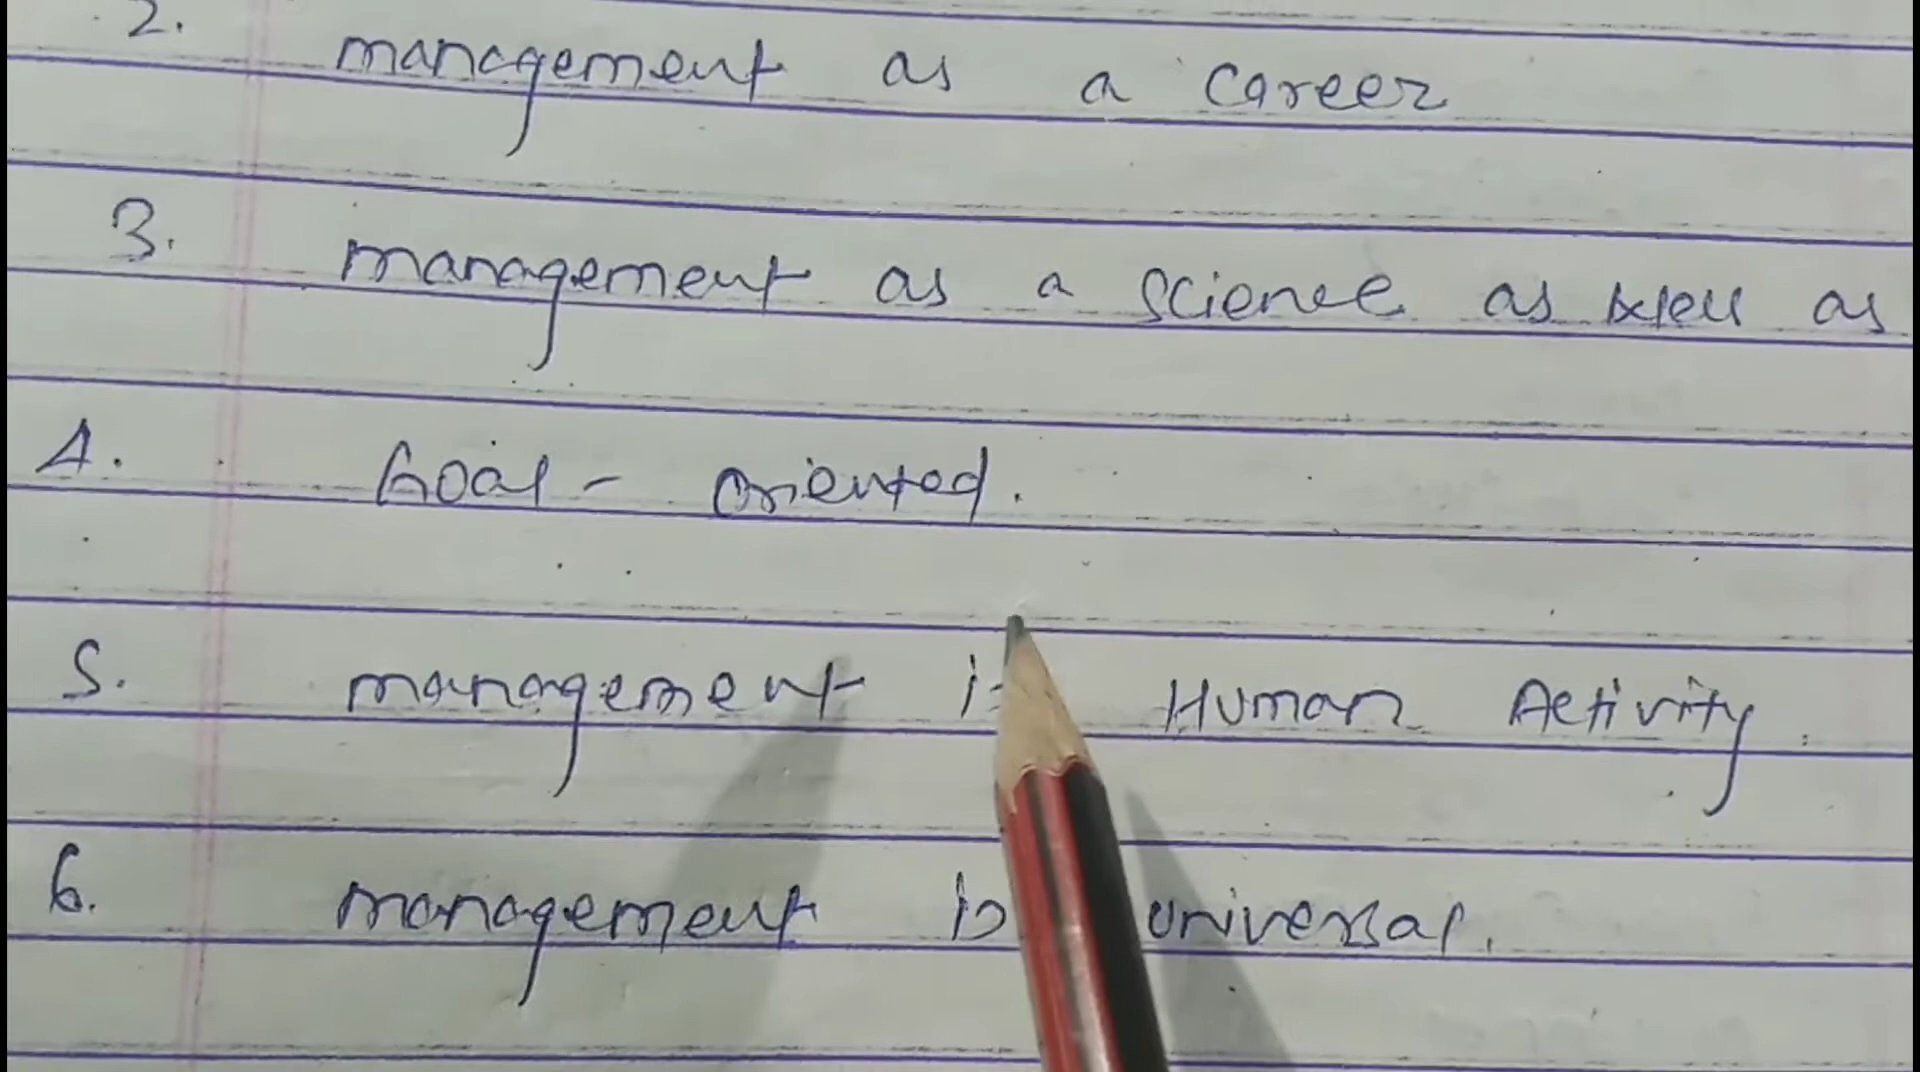 2. management as a career
3. management as a science as well as
4. Goal - oriented.
5. management is Human Activity.
6. management is universal.